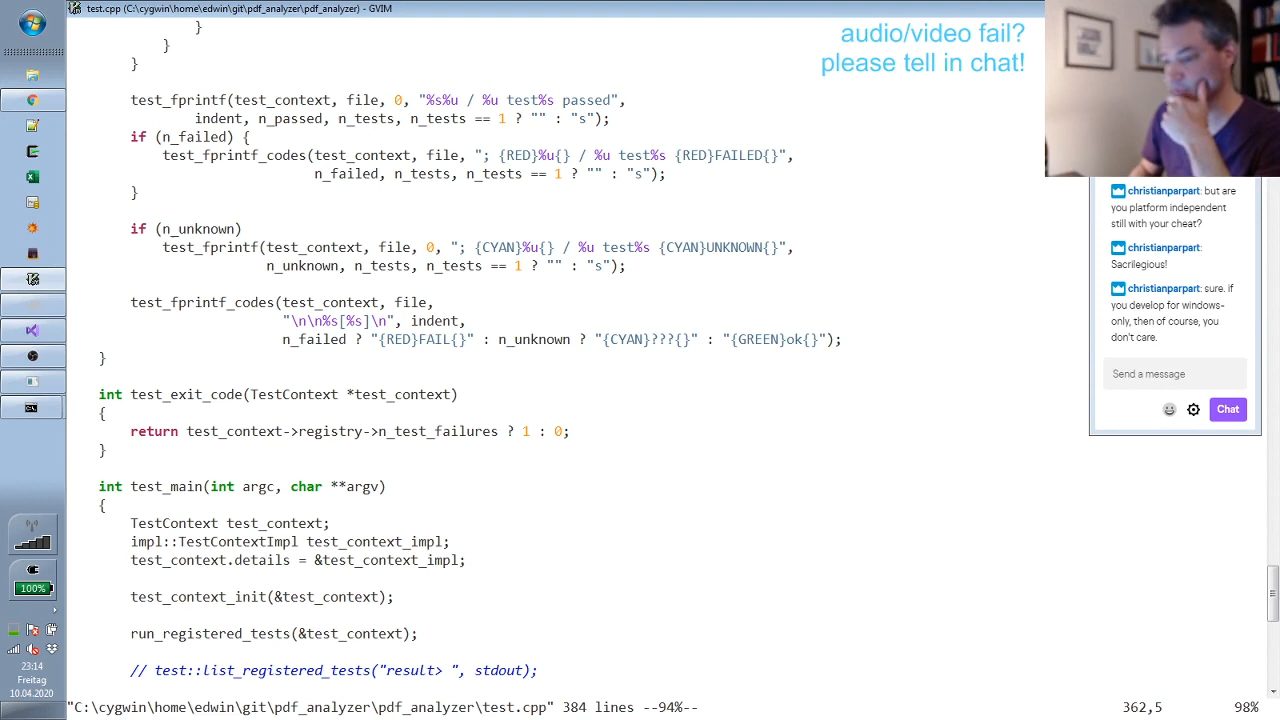 test.cpp (C:\cygwin\home\edwin\git\pdf_analyzer\pdf_analyzer) - GVIM
audio/video fail?
please tell in chat!
}
}
}
test_fprintf(test_context, file, 0, "%s%u / %u test%s passed",
indent, n_passed, n_tests, n_tests == 1 ? "" : "s");
if (n_failed) {
test_fprintf_codes(test_context, file, "; {RED}%u{} / %u test%s {RED}FAILED{}",
n_failed, n_tests, n_tests == 1 ? "" : "s");
}
if (n_unknown)
test_fprintf(test_context, file, 0, "; {CYAN}%u{} / %u test%s {CYAN}UNKNOWN{}",
n_unknown, n_tests, n_tests == 1 ? "" : "s");
test_fprintf_codes(test_context, file,
"\n\n%s[%s]\n", indent,
n_failed ? "{RED}FAIL{}" : n_unknown ? "{CYAN}???{}" : "{GREEN}ok{}");
}
int test_exit_code(TestContext *test_context)
{
return test_context->registry->n_test_failures ? 1 : 0;
}
int test_main(int argc, char **argv)
{
TestContext test_context;
impl::TestContextImpl test_context_impl;
test_context.details = &test_context_impl;
test_context_init(&test_context);
run_registered_tests(&test_context);
// test::list_registered_tests("result> ", stdout);
"C:\cygwin\home\edwin\git\pdf_analyzer\pdf_analyzer\test.cpp" 384 lines --94%--
362,5
98%
christianparpart: but are
you platform independent
still with your cheat?
christianparpart:
Sacrilegious!
christianparpart: sure. if
you develop for windows-
only, then of course, you
don't care.
Send a message
Chat
100%
23:14
Freitag
10.04.2020